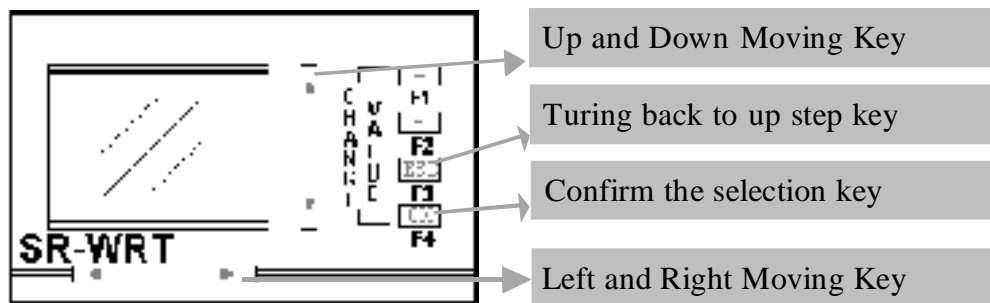 Up and Down Moving Key
Turing back to up step key
Confirm the selection key
Left and Right Moving Key
F1
F2
ESC
F3
F4
SR-WRT